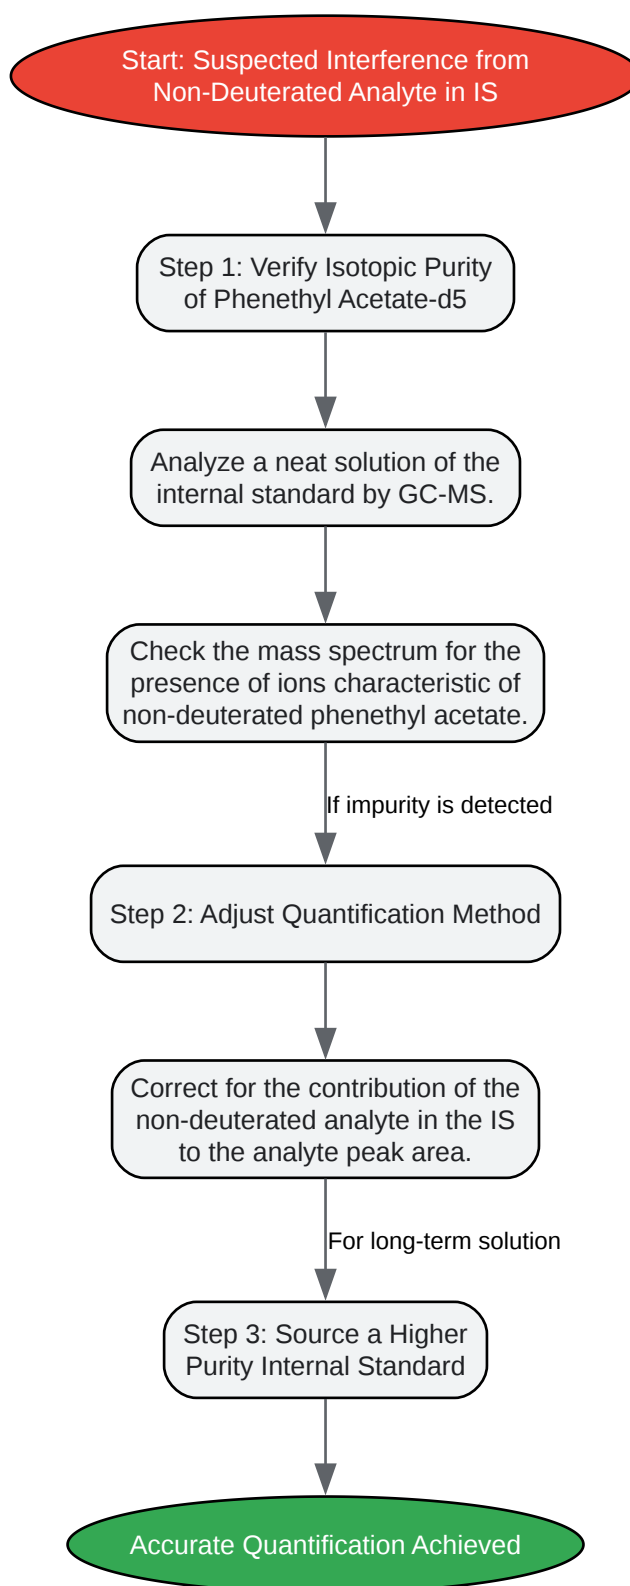 Start: Suspected Interference from
Non-Deuterated Analyte in IS
Step 1: Verify Isotopic Purity
of Phenethyl Acetate-d5
Analyze a neat solution of the
internal standard by GC-MS.
Check the mass spectrum for the
presence of ions characteristic of
non-deuterated phenethyl acetate.
If impurity is detected
Step 2: Adjust Quantification Method
Correct for the contribution of the
non-deuterated analyte in the IS
to the analyte peak area.
For long-term solution
Step 3: Source a Higher
Purity Internal Standard
Accurate Quantification Achieved